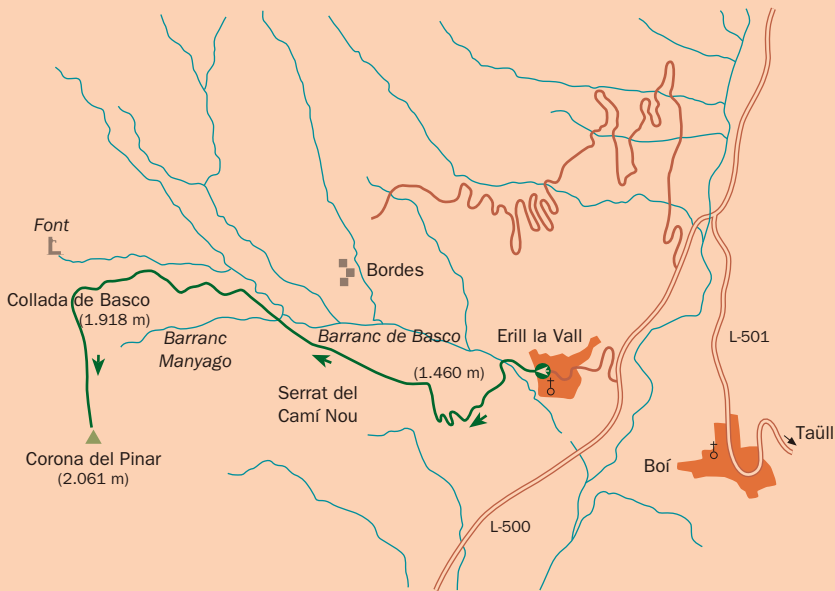 Font
Bordes
Collada de Basco
(1.918 m)
Barranc
Manyago
Barranc de Basco
Erill la Vall
L-501
(1.460 m)
Serrat del
Camí Nou
Taüll
Corona del Pinar
(2.061 m)
Boí
L-500